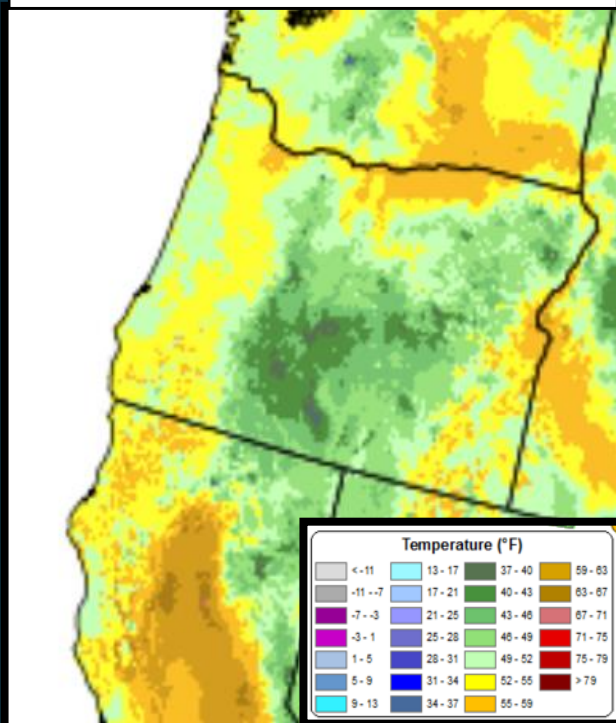 Temperature (°F)
< -11 13 - 17 37 - 40 59 - 63
-11 - -7 17 - 21 40 - 43 63 - 67
-7 - -3 21 - 25 43 - 46 67 - 71
-3 - 1 25 - 28 46 - 49 71 - 75
1 - 5 28 - 31 49 - 52 75 - 79
5 - 9 31 - 34 52 - 55 > 79
9 - 13 34 - 37 55 - 59